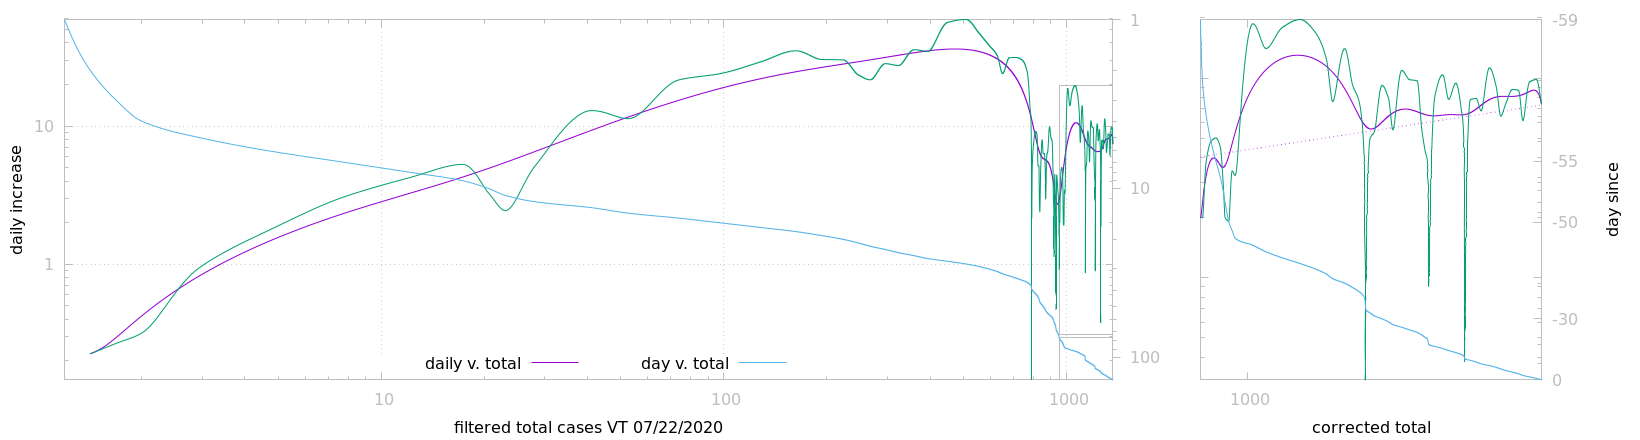 daily increase
10
1
daily v. total
day v. total
10
100
1000
filtered total cases VT 07/22/2020
1
10
100
-59
-55
-50
-30
0
day since
1000
corrected total